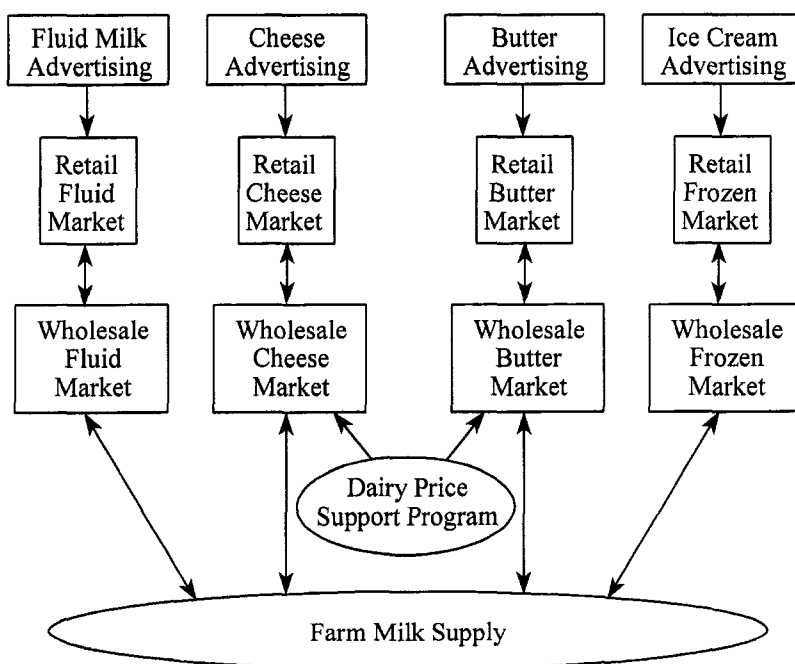 Fluid Milk
Advertising
Cheese
Advertising
Butter
Advertising
Ice Cream
Advertising
Retail
Fluid
Market
Retail
Cheese
Market
Retail
Butter
Market
Retail
Frozen
Market
Wholesale
Fluid
Market
Wholesale
Cheese
Market
Wholesale
Butter
Market
Wholesale
Frozen
Market
Dairy Price
Support Program
Farm Milk Supply